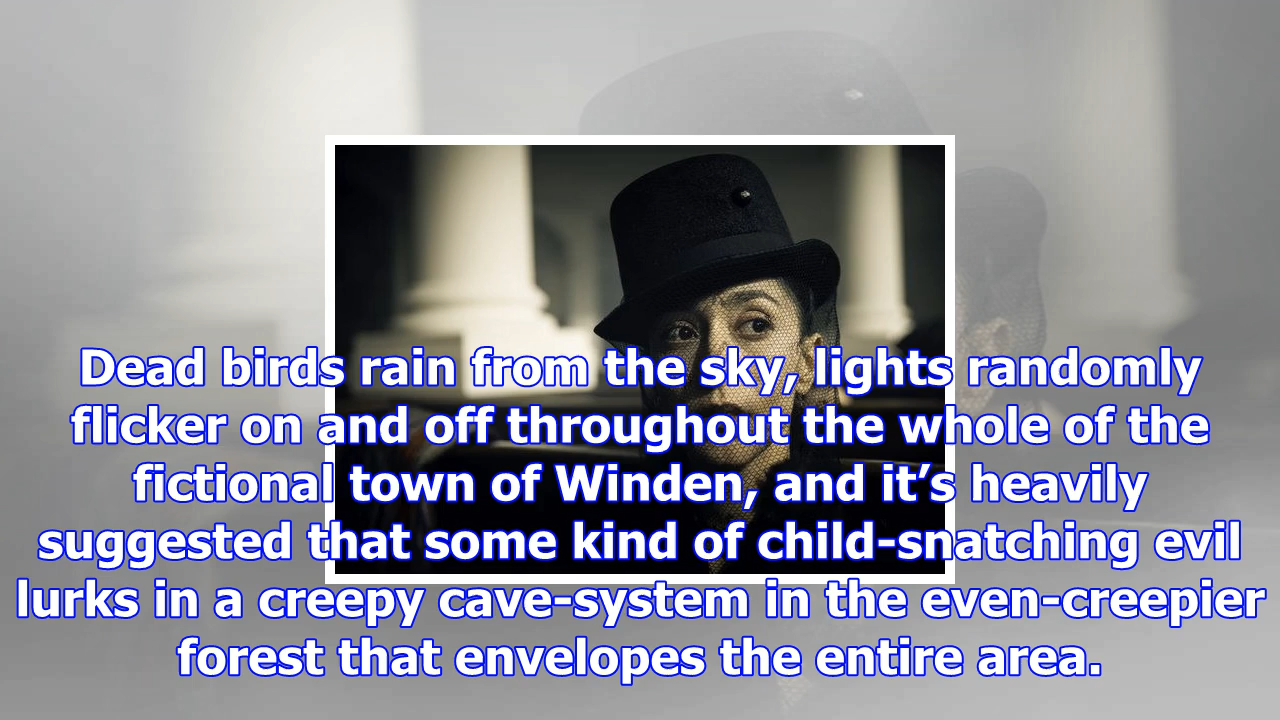 Dead birds rain from the sky, lights randomly
flicker on and off throughout the whole of the
fictional town of Winden, and it’s heavily
suggested that some kind of child-snatching evil
lurks in a creepy cave-system in the even-creepier
forest that envelopes the entire area.